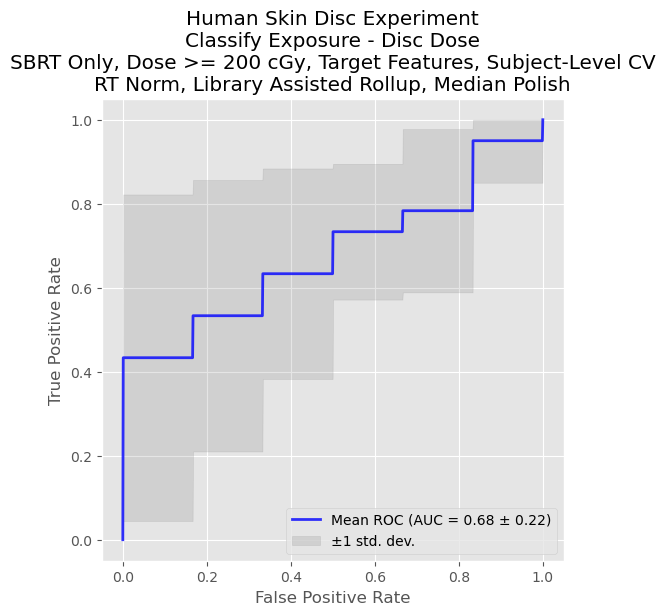 Human Skin Disc Experiment
Classify Exposure - Disc Dose
SBRT Only, Dose >= 200 cGy, Target Features, Subject-Level CV
RT Norm, Library Assisted Rollup, Median Polish
1.0
0.8
0.6
0.4
0.2
0.0
True Positive Rate
Mean ROC (AUC = 0.68 ± 0.22)
±1 std. dev.
0.0 0.2 0.4 0.6 0.8 1.0
False Positive Rate